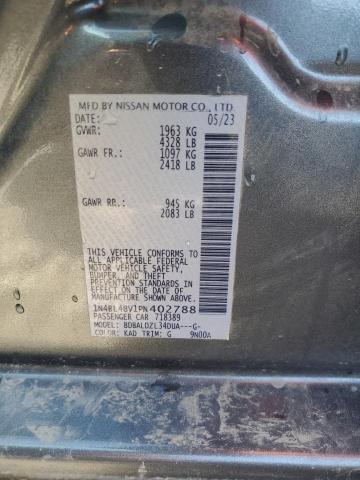 MFD BY NISSAN MOTOR CO., LTD.
DATE: 05/23
GVWR: 1963 KG
4328 LB
GAWR FR: 1097 KG
2418 LB
GAWR RR: 945 KG
2083 LB
THIS VEHICLE CONFORMS TO
ALL APPLICABLE FEDERAL
MOTOR VEHICLE SAFETY,
BUMPER, AND THEFT
PREVENTION STANDARDS
IN EFFECT ON THE DATE OF
MANUFACTURE SHOWN ABOVE.
1N4BL4BV1PN402788
PASSENGER CAR 718389
MODEL: BDBALDZL34DUA---G-
COLOR: KAD TRIM: G 9N00A